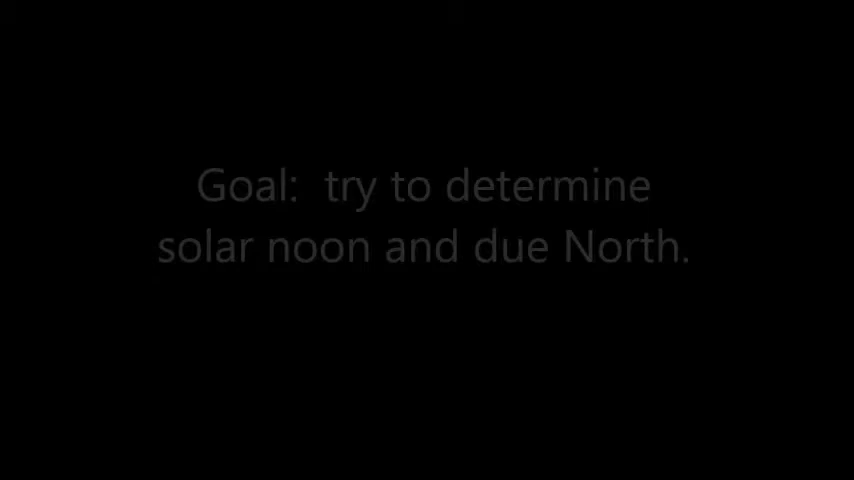 Goal:  try to determine
solar noon and due North.